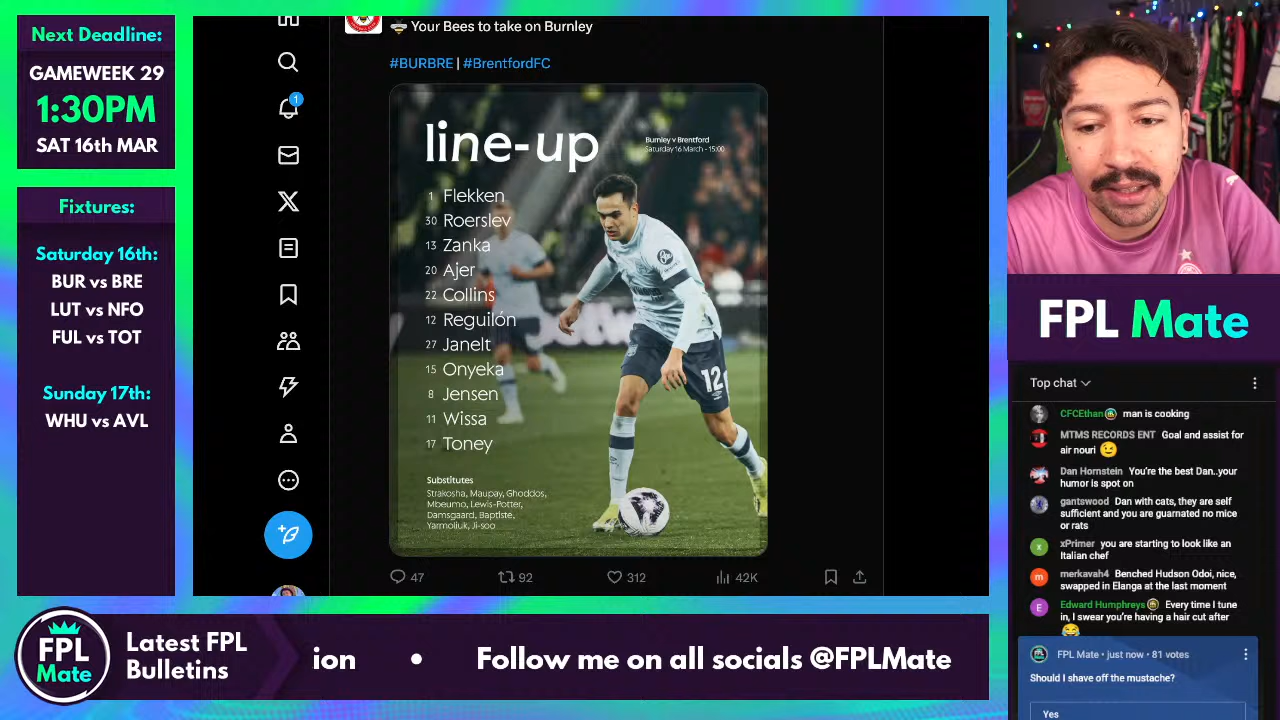 Next Deadline:
GAMEWEEK 29
1:30PM
SAT 16th MAR
Fixtures:
Saturday 16th:
BUR vs BRE
LUT vs NFO
FUL vs TOT
Sunday 17th:
WHU vs AVL
Your Bees to take on Burnley
#BURBRE | #BrentfordFC
1
line-up
Burnley v Brentford
Saturday 16 March - 15:00
1 Flekken
30 Roerslev
13 Zanka
20 Ajer
22 Collins
12 Reguilón
27 Janelt
15 Onyeka
8 Jensen
11 Wissa
17 Toney
12
Substitutes
Strakosha, Maupay, Ghoddos,
Mbeumo, Lewis-Potter,
Damsgaard, Baptiste,
Yarmoliuk, Ji-soo
47 92 312 42K
FPL Mate
Top chat
CFCEthan man is cooking
MTMS RECORDS ENT Goal and assist for
air nouri
Dan Hornstein You're the best Dan..your
humor is spot on
gantswood Dan with cats, they are self
sufficient and you are guarnated no mice
or rats
x
xPrimer you are starting to look like an
Italian chef
m
merkavah4 Benched Hudson Odoi, nice,
swapped in Elanga at the last moment
E
Edward Humphreys Every time I tune
in, I swear you're having a hair cut after
FPL Mate • just now • 81 votes
Should I shave off the mustache?
Yes
FPL
Mate
Latest FPL
Bulletins
ion • Follow me on all socials @FPLMate